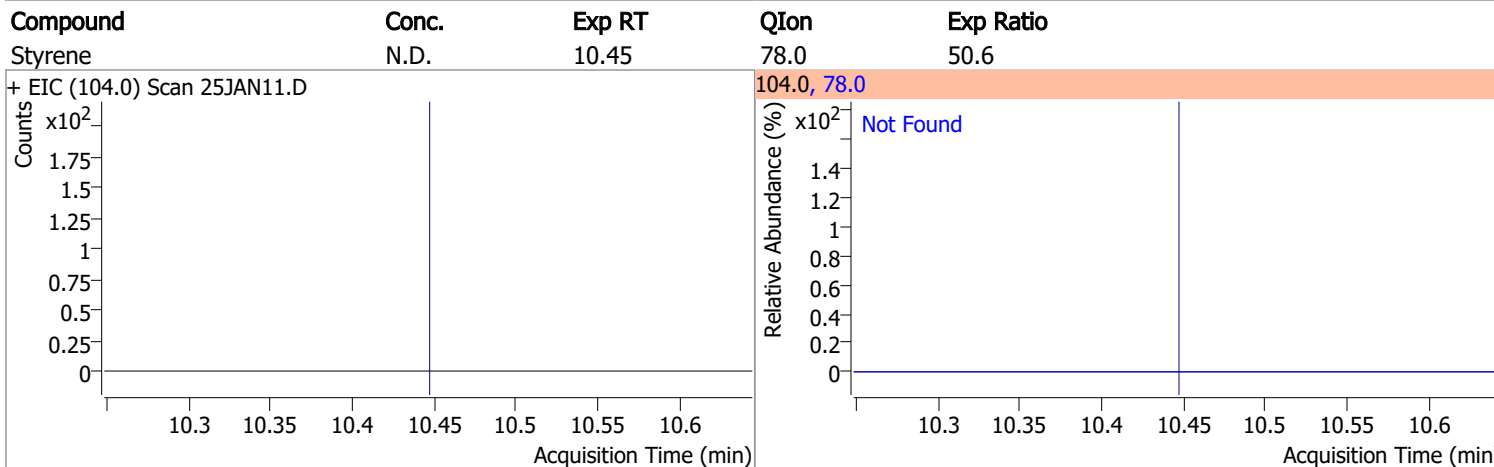 Compound Conc. Exp RT QIon Exp Ratio
Styrene N.D. 10.45 78.0 50.6
+ EIC (104.0) Scan 25JAN11.D
Counts
x10²
1.75
1.5
1.25
1
0.75
0.5
0.25
0
10.3 10.35 10.4 10.45 10.5 10.55 10.6
Acquisition Time (min)
104.0, 78.0
Relative Abundance (%)
x10²
Not Found
1.4
1.2
1
0.8
0.6
0.4
0.2
0
10.3 10.35 10.4 10.45 10.5 10.55 10.6
Acquisition Time (min